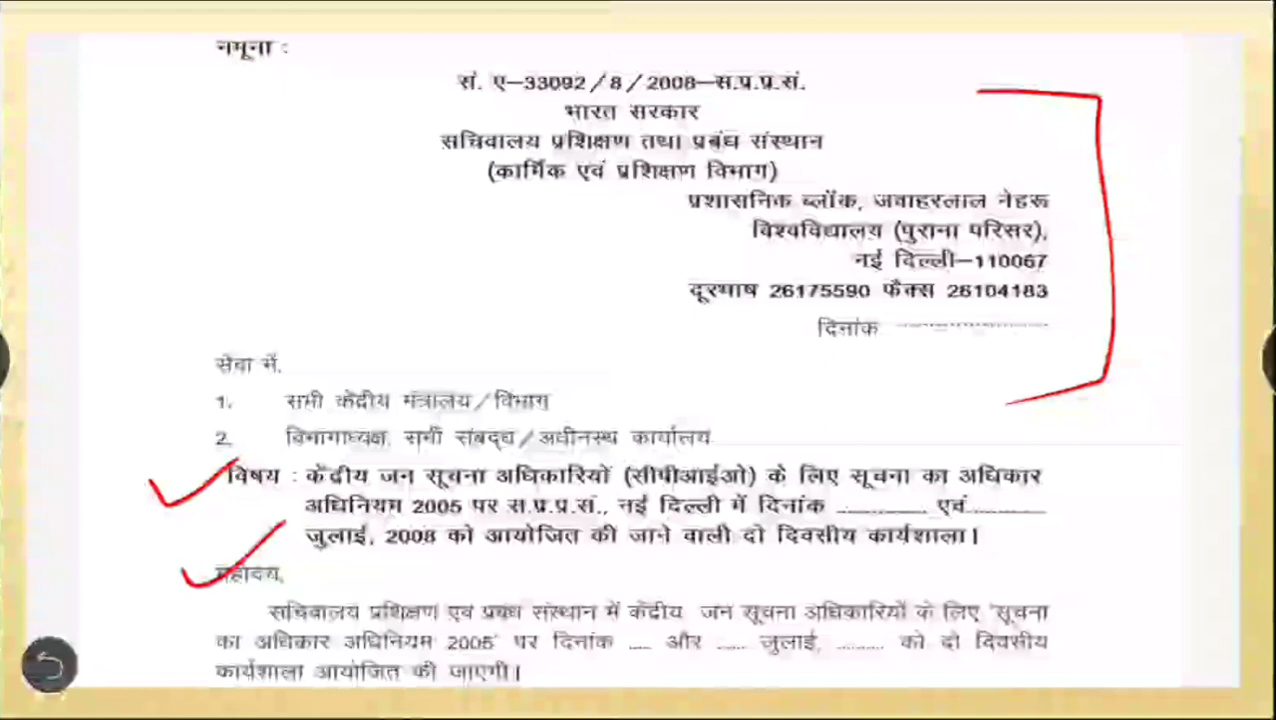 नमूना :
सं. ए–33092/8/2008–स.प्र.प्र.सं.
भारत सरकार
सचिवालय प्रशिक्षण तथा प्रबंध संस्थान
(कार्मिक एवं प्रशिक्षण विभाग)
प्रशासनिक ब्लॉक, जवाहरलाल नेहरू
विश्वविद्यालय (पुराना परिसर),
नई दिल्ली–110067
दूरभाष 26175590 फैक्स 26104183
दिनांक ------------------
सेवा में,
1. सभी केंद्रीय मंत्रालय/विभाग
2. विभागाध्यक्ष, सभी संबद्ध/अधीनस्थ कार्यालय
विषय : केंद्रीय जन सूचना अधिकारियों (सीपीआईओ) के लिए सूचना का अधिकार
अधिनियम 2005 पर स.प्र.प्र.सं., नई दिल्ली में दिनांक .............. एवं..............
जुलाई, 2008 को आयोजित की जाने वाली दो दिवसीय कार्यशाला।
महोदय,
सचिवालय प्रशिक्षण एवं प्रबंध संस्थान में केंद्रीय जन सूचना अधिकारियों के लिए 'सूचना
का अधिकार अधिनियम 2005' पर दिनांक .... और ..... जुलाई, ........ को दो दिवसीय
कार्यशाला आयोजित की जाएगी।